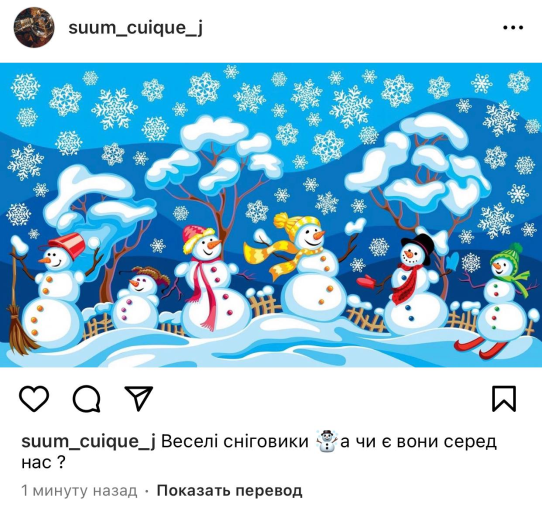 suum_cuique_j
suum_cuique_j Веселі сніговики ☃️а чи є вони серед
нас ?
1 минуту назад · Показать перевод